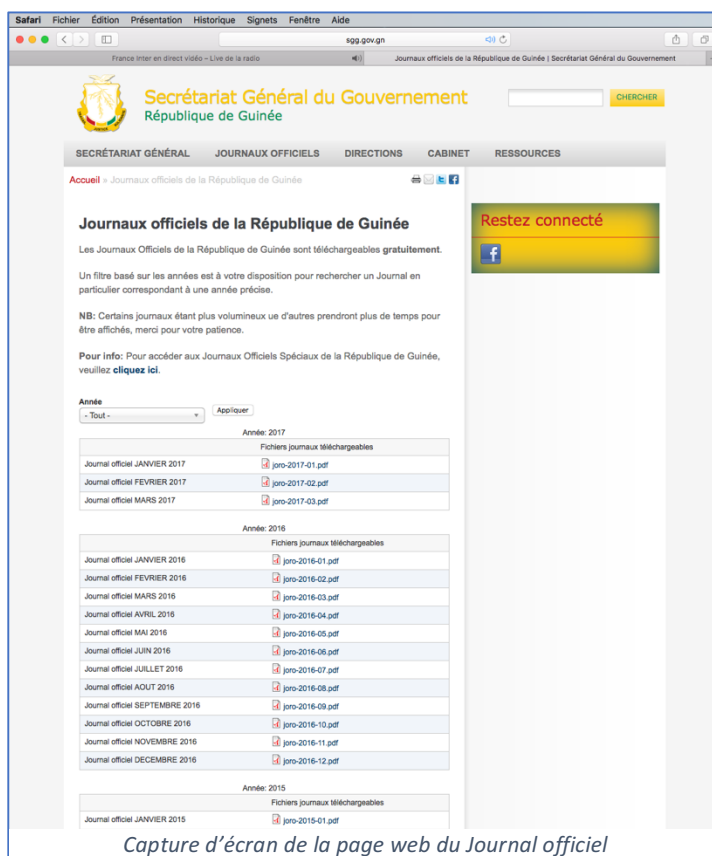 Safari Fichier Édition Présentation Historique Signets Fenêtre Aide
sgg.gov.gn
France Inter en direct vidéo – Live de la radio
Journaux officiels de la République de Guinée | Secrétariat Général du Gouvernement
Secrétariat Général du Gouvernement
République de Guinée
CHERCHER
SECRÉTARIAT GÉNÉRAL JOURNAUX OFFICIELS DIRECTIONS CABINET RESSOURCES
Accueil » Journaux officiels de la République de Guinée
Journaux officiels de la République de Guinée
Restez connecté
Les Journaux Officiels de la République de Guinée sont téléchargeables gratuitement.
Un filtre basé sur les années est à votre disposition pour rechercher un Journal en
particulier correspondant à une année précise.
NB: Certains journaux étant plus volumineux ue d'autres prendront plus de temps pour
être affichés, merci pour votre patience.
Pour info: Pour accéder aux Journaux Officiels Spéciaux de la République de Guinée,
veuillez cliquez ici.
Année
- Tout -
Appliquer
Année: 2017
Fichiers journaux téléchargeables
Journal officiel JANVIER 2017 joro-2017-01.pdf
Journal officiel FEVRIER 2017 joro-2017-02.pdf
Journal officiel MARS 2017 joro-2017-03.pdf
Année: 2016
Fichiers journaux téléchargeables
Journal officiel JANVIER 2016 joro-2016-01.pdf
Journal officiel FEVRIER 2016 joro-2016-02.pdf
Journal officiel MARS 2016 joro-2016-03.pdf
Journal officiel AVRIL 2016 joro-2016-04.pdf
Journal officiel MAI 2016 joro-2016-05.pdf
Journal officiel JUIN 2016 joro-2016-06.pdf
Journal officiel JUILLET 2016 joro-2016-07.pdf
Journal officiel AOUT 2016 joro-2016-08.pdf
Journal officiel SEPTEMBRE 2016 joro-2016-09.pdf
Journal officiel OCTOBRE 2016 joro-2016-10.pdf
Journal officiel NOVEMBRE 2016 joro-2016-11.pdf
Journal officiel DECEMBRE 2016 joro-2016-12.pdf
Année: 2015
Fichiers journaux téléchargeables
Journal officiel JANVIER 2015 joro-2015-01.pdf
Capture d'écran de la page web du Journal officiel